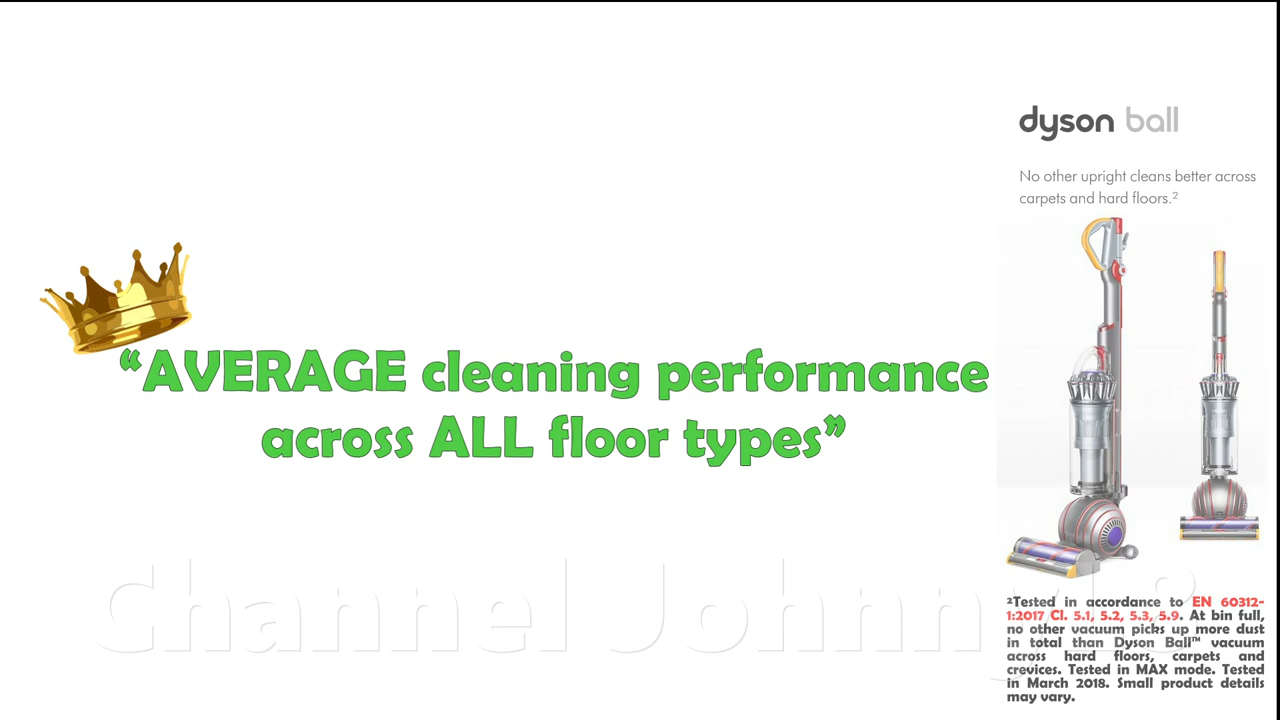 dyson ball
No other upright cleans better across
carpets and hard floors.²
“AVERAGE cleaning performance
across ALL floor types”
Channel Johnny L8
²Tested in accordance to EN 60312-
1:2017 Cl. 5.1, 5.2, 5.3, 5.9. At bin full,
no other vacuum picks up more dust
in total than Dyson Ball™ vacuum
across hard floors, carpets and
crevices. Tested in MAX mode. Tested
in March 2018. Small product details
may vary.